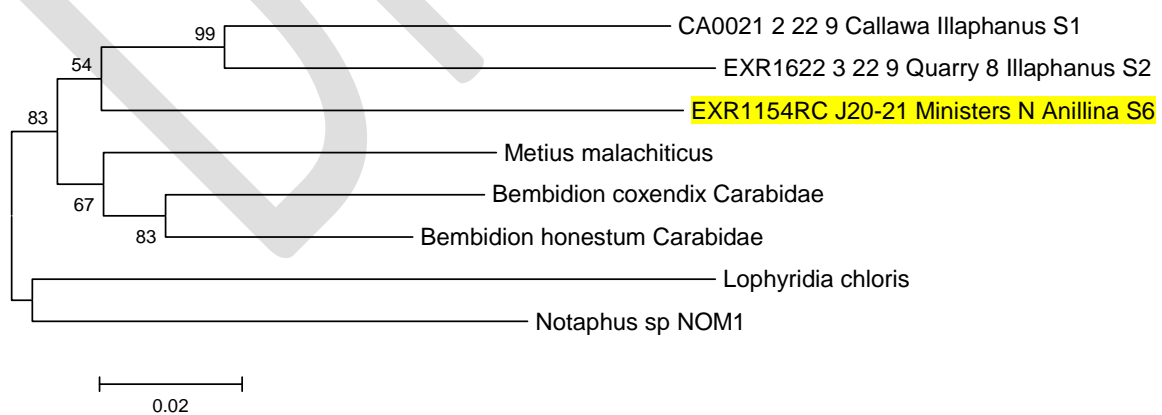 99
CA0021 2 22 9 Callawa Illaphanus S1
54
EXR1622 3 22 9 Quarry 8 Illaphanus S2
83
EXR1154RC J20-21 Ministers N Anillina S6
Metius malachiticus
67
Bembidion coxendix Carabidae
83
Bembidion honestum Carabidae
Lophyridia chloris
Notaphus sp NOM1
0.02